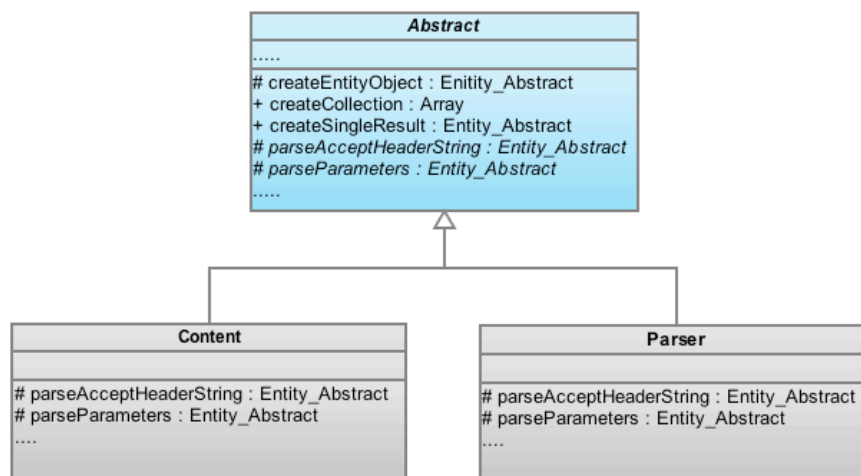 Abstract
.....
# createEntityObject : Enitity_Abstract
+ createCollection : Array
+ createSingleResult : Entity_Abstract
# parseAcceptHeaderString : Entity_Abstract
# parseParameters : Entity_Abstract
.....
Content
# parseAcceptHeaderString : Entity_Abstract
# parseParameters : Entity_Abstract
....
Parser
# parseAcceptHeaderString : Entity_Abstract
# parseParameters : Entity_Abstract
....